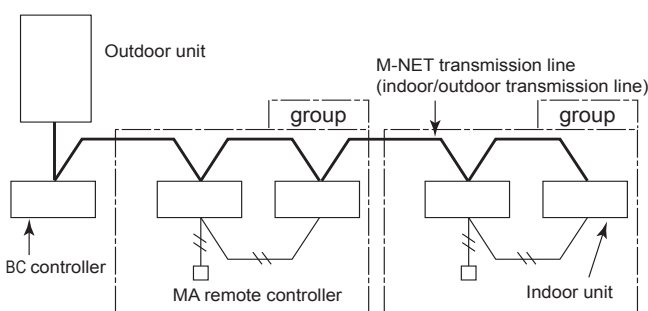 Outdoor unit
M-NET transmission line
(indoor/outdoor transmission line)
group
group
BC controller
MA remote controller
Indoor unit